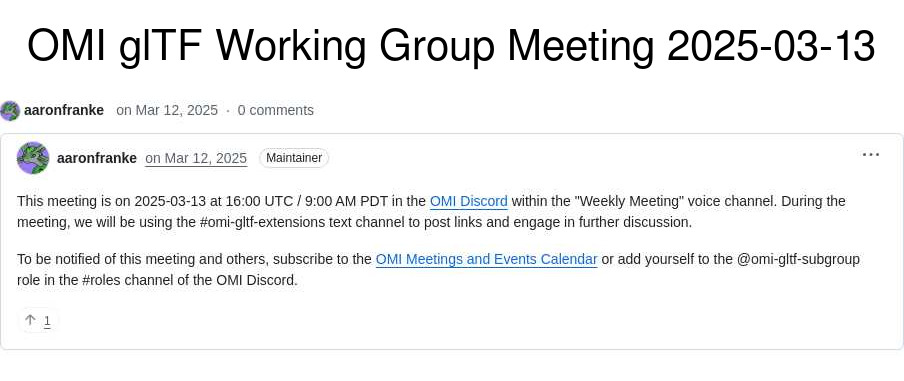 OMI glTF Working Group Meeting 2025-03-13
aaronfranke on Mar 12, 2025 · 0 comments
aaronfranke on Mar 12, 2025 Maintainer ...
This meeting is on 2025-03-13 at 16:00 UTC / 9:00 AM PDT in the OMI Discord within the "Weekly Meeting" voice channel. During the
meeting, we will be using the #omi-gltf-extensions text channel to post links and engage in further discussion.
To be notified of this meeting and others, subscribe to the OMI Meetings and Events Calendar or add yourself to the @omi-gltf-subgroup
role in the #roles channel of the OMI Discord.
↑ 1